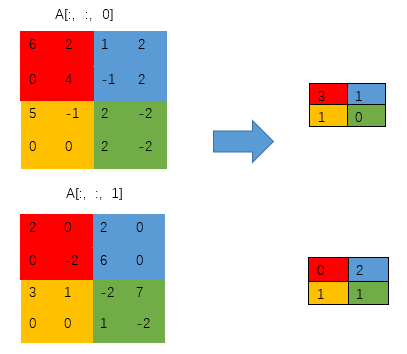 A[:, :, 0]
6 2 1 2
0 4 -1 2
5 -1 2 -2
0 0 2 -2
3 1
1 0
A[:, :, 1]
2 0 2 0
0 -2 6 0
3 1 -2 7
0 0 1 -2
0 2
1 1